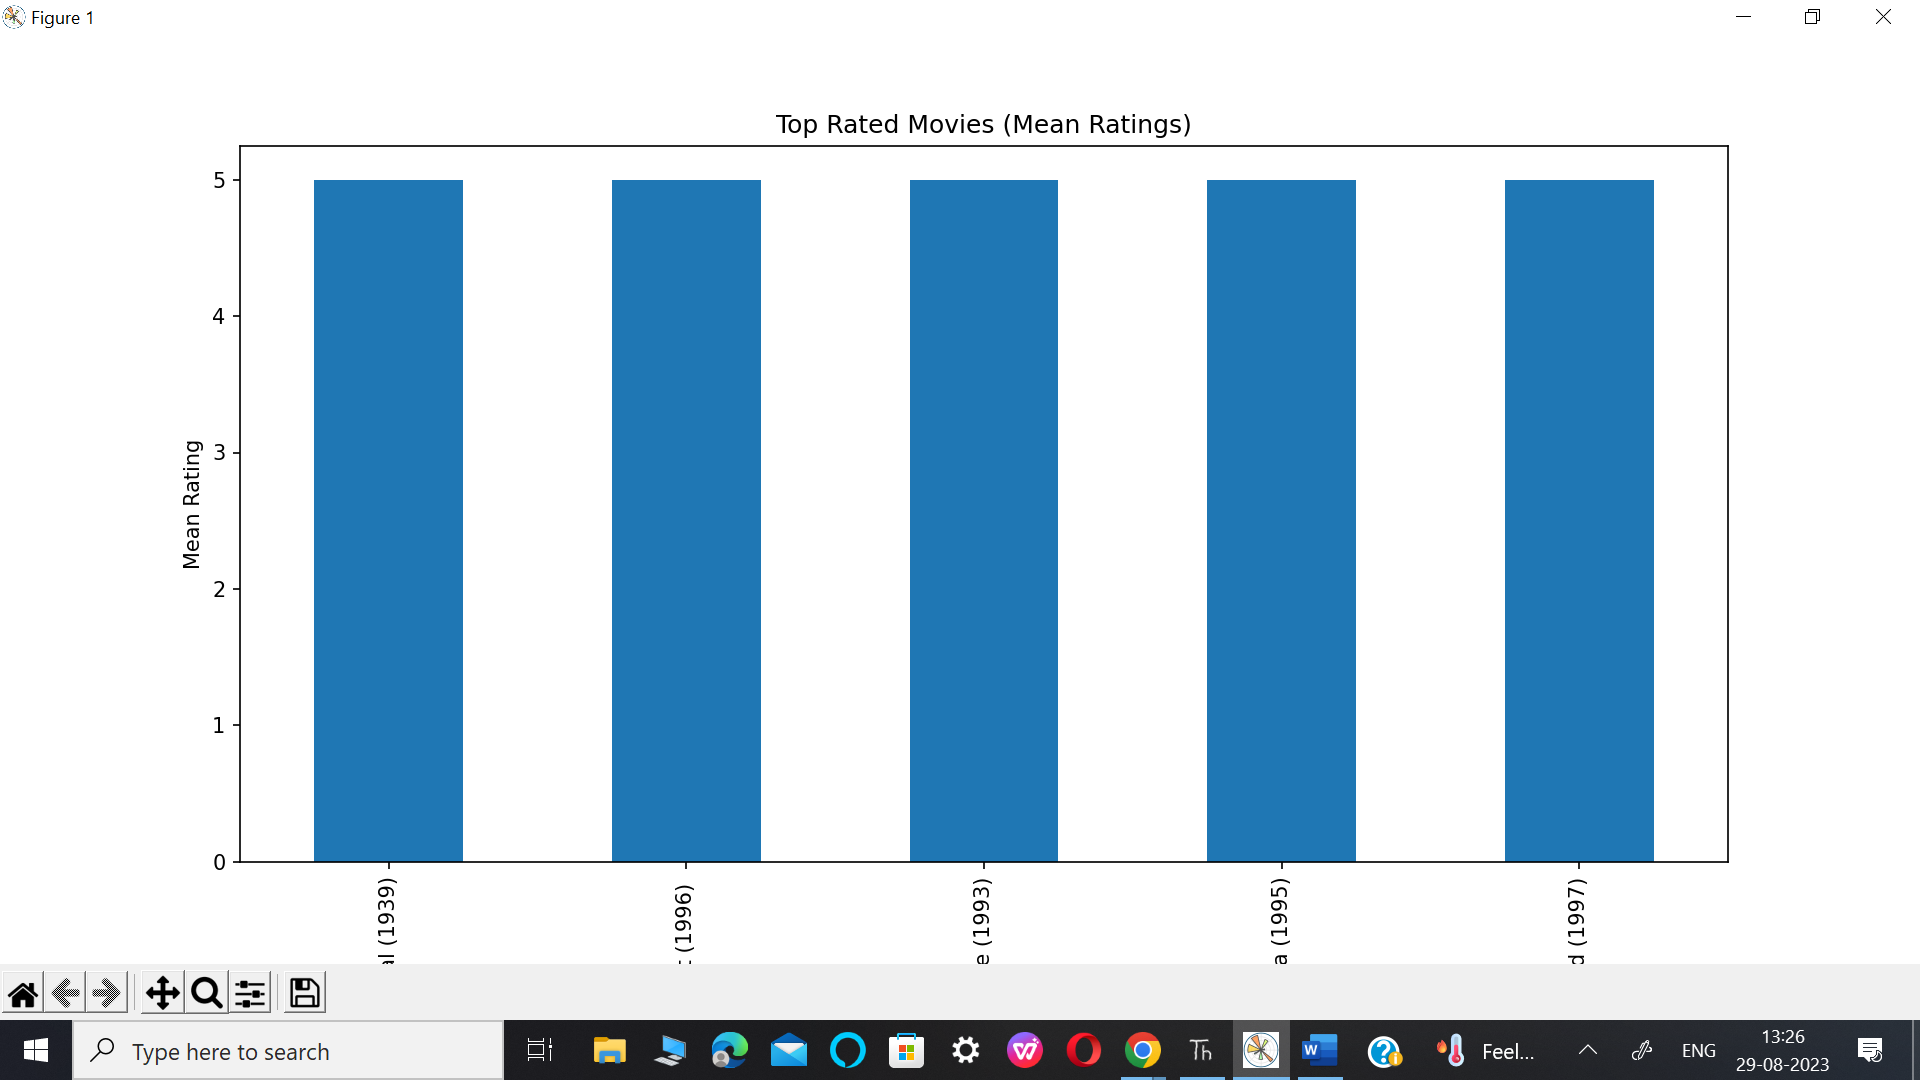 Figure 1
Top Rated Movies (Mean Ratings)
Mean Rating
5
4
3
2
1
0
(1939)
(1996)
(1993)
(1995)
(1997)
Type here to search
Th
W
Feel...
ENG
13:26
29-08-2023